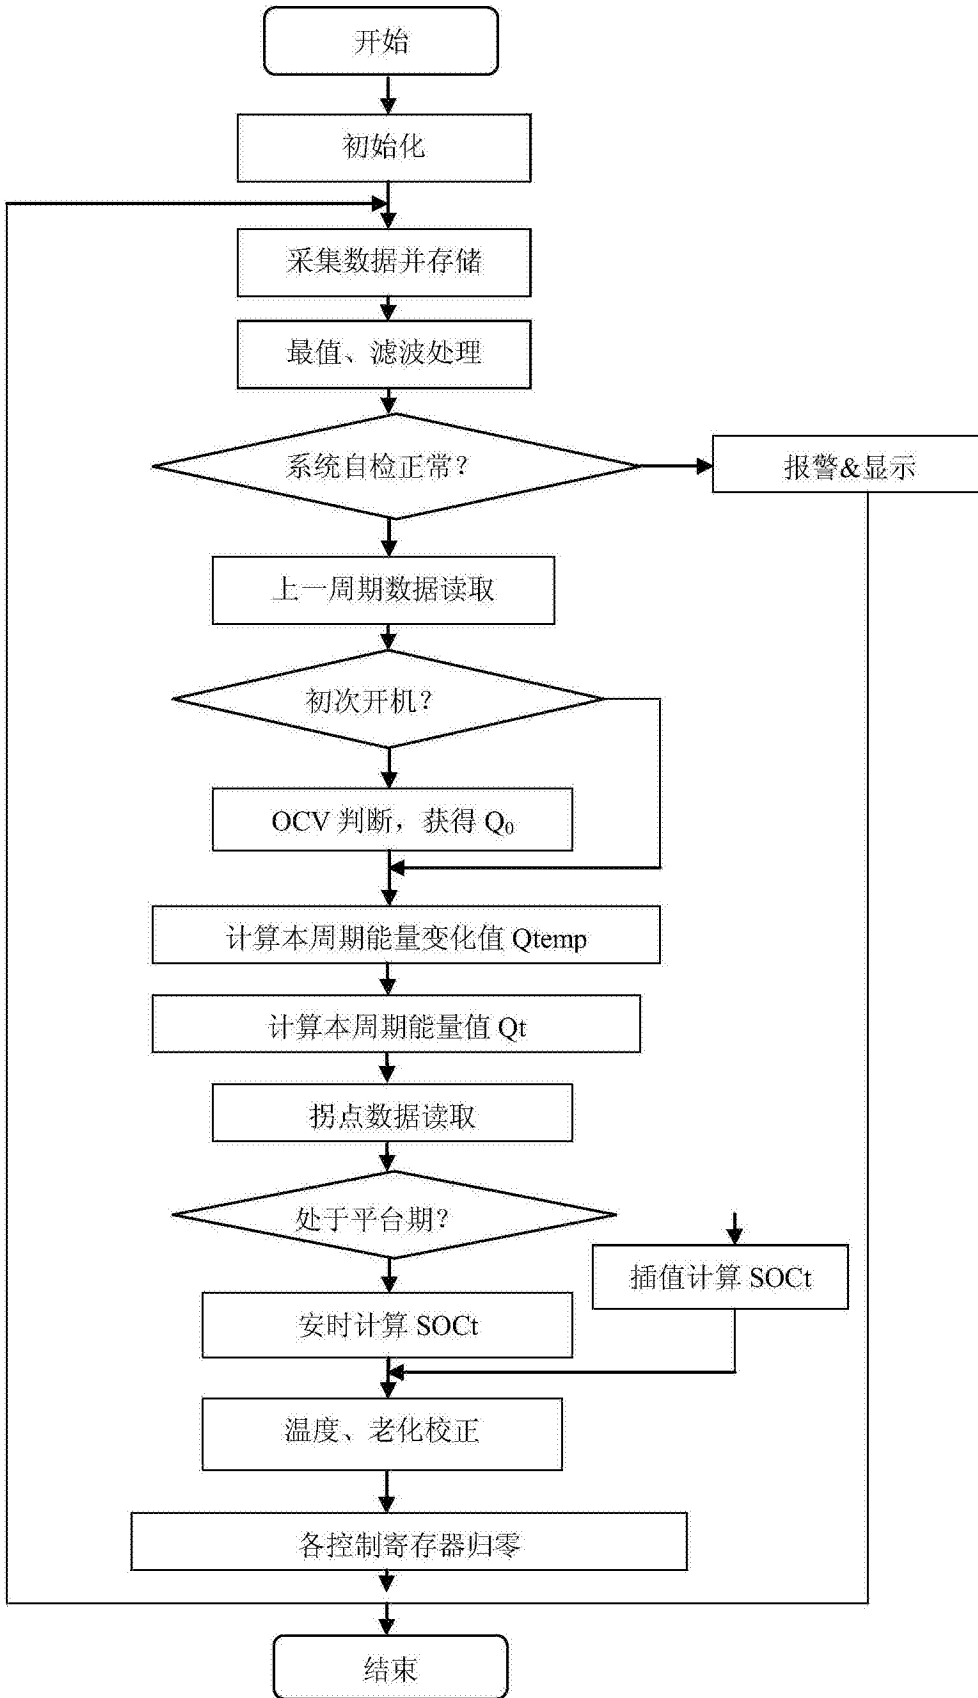 开始
初始化
采集数据并存储
最值、滤波处理
系统自检正常?
报警&显示
上一周期数据读取
初次开机?
OCV 判断，获得 Q₀
计算本周期能量变化值 Qtemp
计算本周期能量值 Qt
拐点数据读取
处于平台期?
插值计算 SOCt
安时计算 SOCt
温度、老化校正
各控制寄存器归零
结束